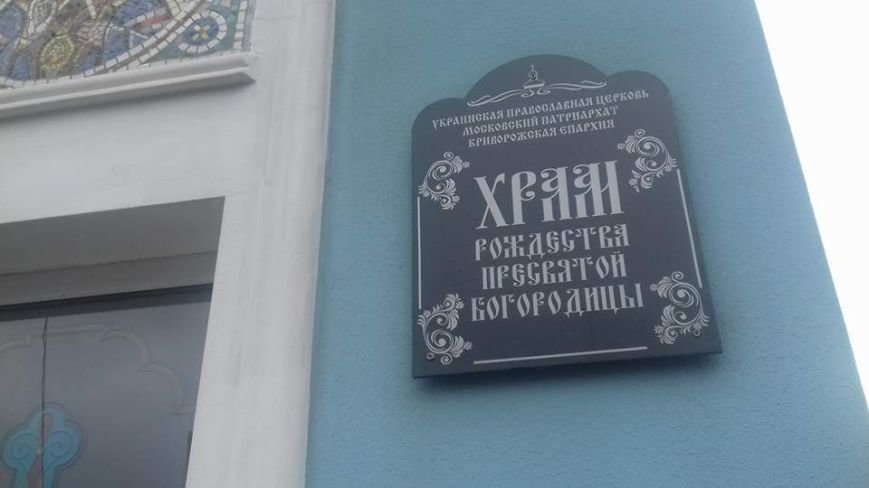 УКРАИНСКАЯ ПРАВОСЛАВНАЯ ЦЕРКОВЬ
МОСКОВСКИЙ ПАТРИАРХАТ
КРИВОРОЖСКАЯ ЕПАРХИЯ
ХРАМ
РОЖДЕСТВА
ПРЕСВЯТОЙ
БОГОРОДИЦЫ